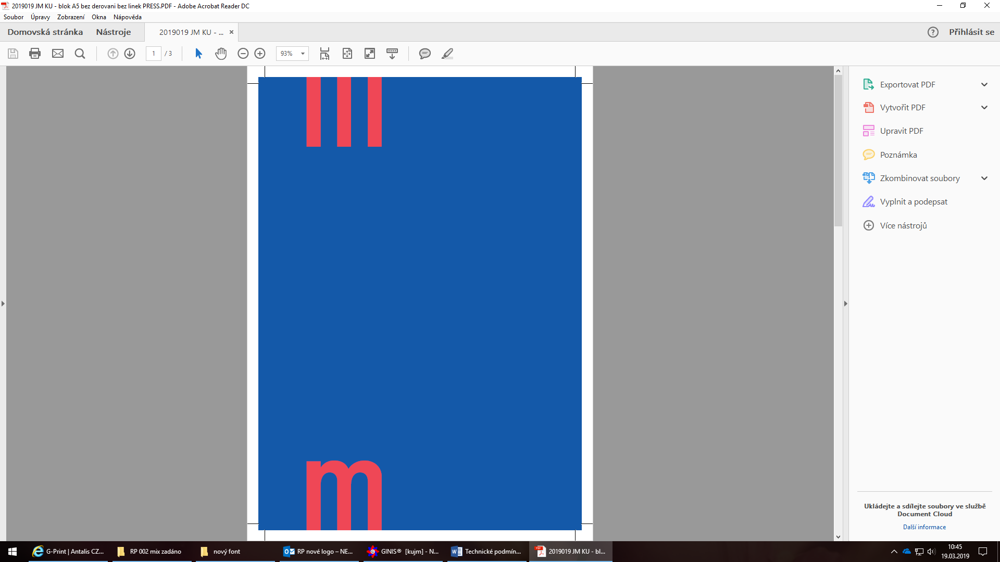 2019019 JM KU - blok A5 bez derovani bez linek PRESS.PDF - Adobe Acrobat Reader DC
Soubor Úpravy Zobrazení Okna Nápověda
Domovská stránka Nástroje 2019019 JM KU - ... × Přihlásit se
1 / 3 93%
Exportovat PDF
Vytvořit PDF
Upravit PDF
Poznámka
Zkombinovat soubory
Vyplnit a podepsat
Více nástrojů
m
Ukládejte a sdílejte soubory ve službě
Document Cloud
Další informace
G-Print | Antalis CZ... RP 002 mix zadáno nový font RP nové logo – NE... GINIS® [kujm] - N... Technické podmín... 2019019 JM KU - bl... 10:45
19.03.2019